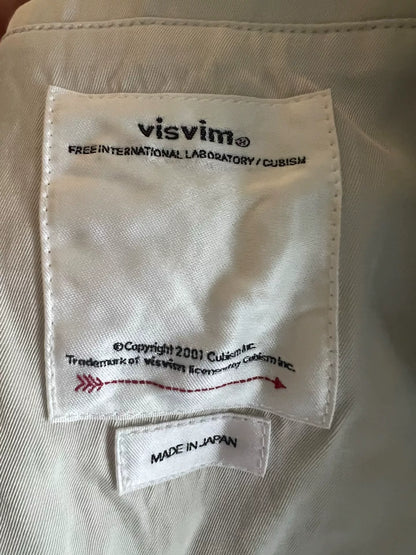 visvim®
FREE INTERNATIONAL LABORATORY / CUBISM
©Copyright 2001 Cubism Inc.
Trademark of visvim licensed by Cubism Inc.
MADE IN JAPAN